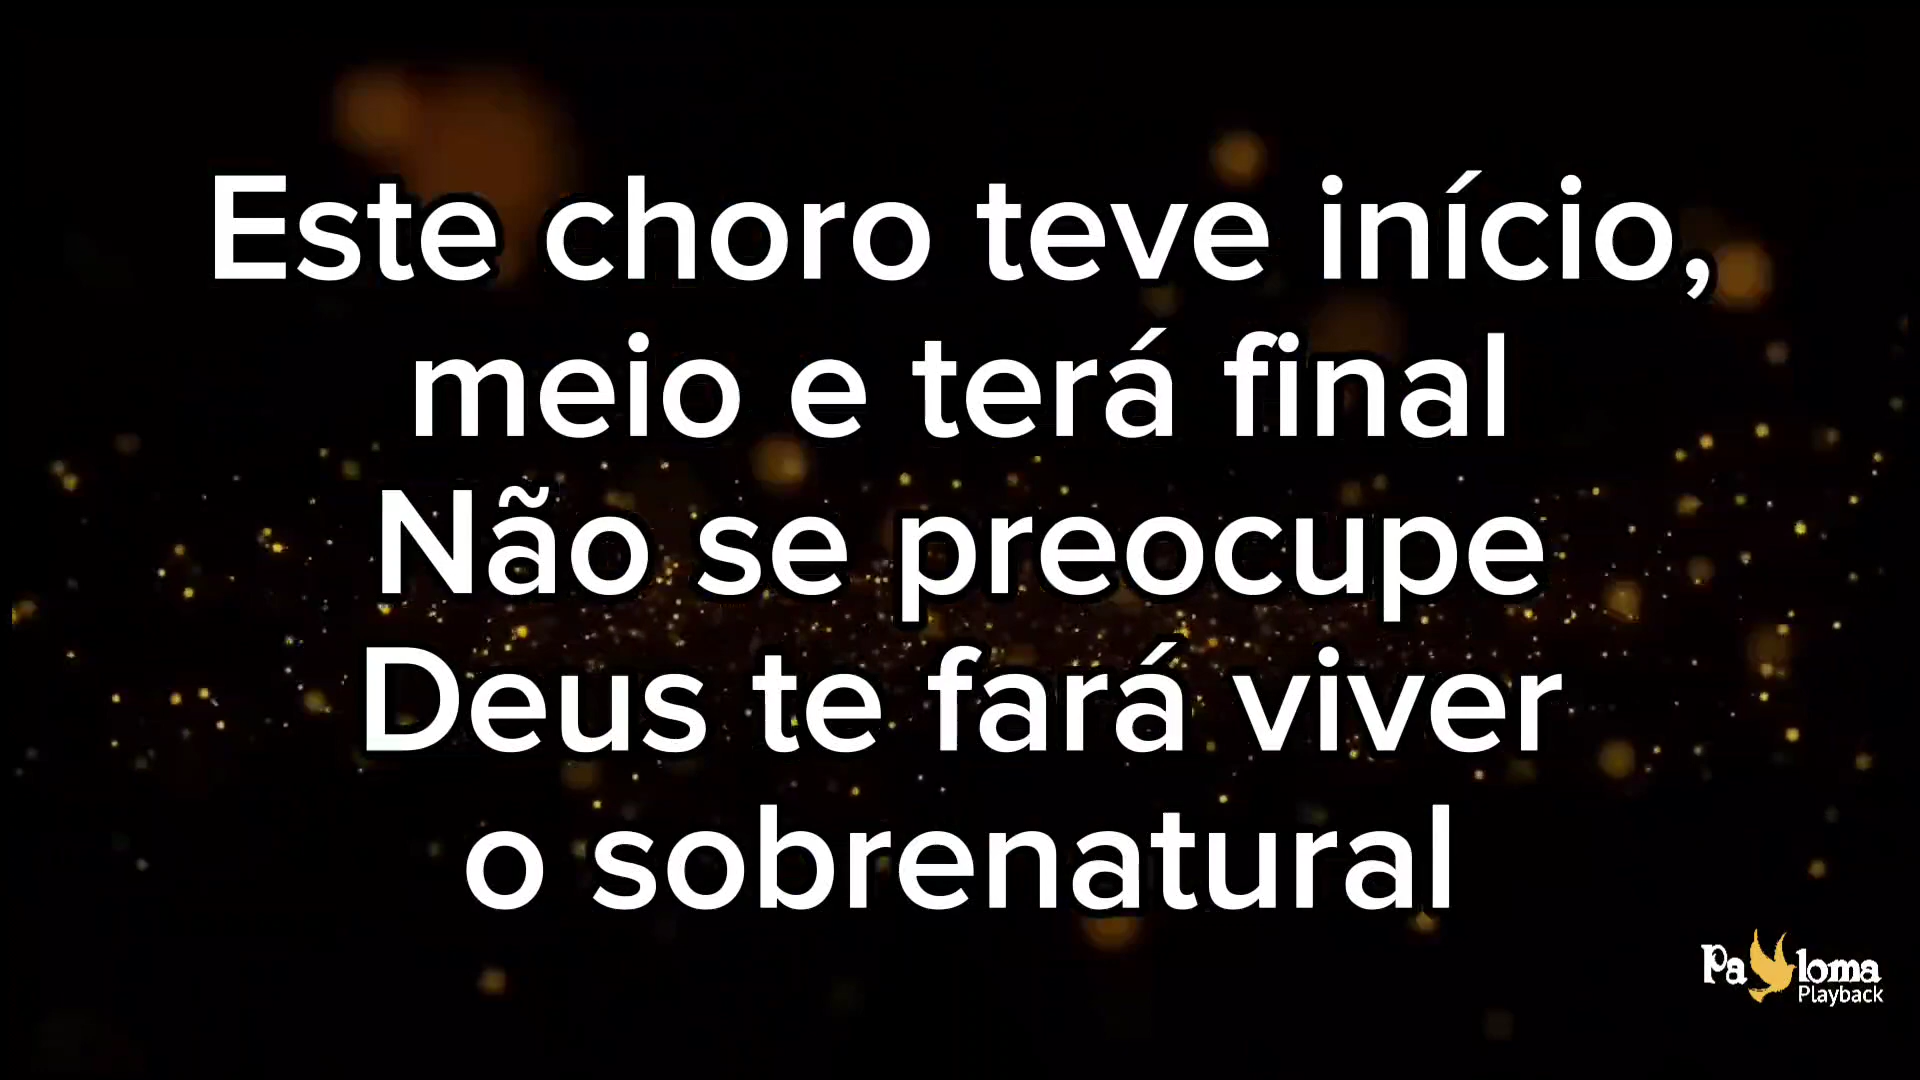 Este choro teve início,
meio e terá final
Não se preocupe
Deus te fará viver
o sobrenatural
Paloma
Playback